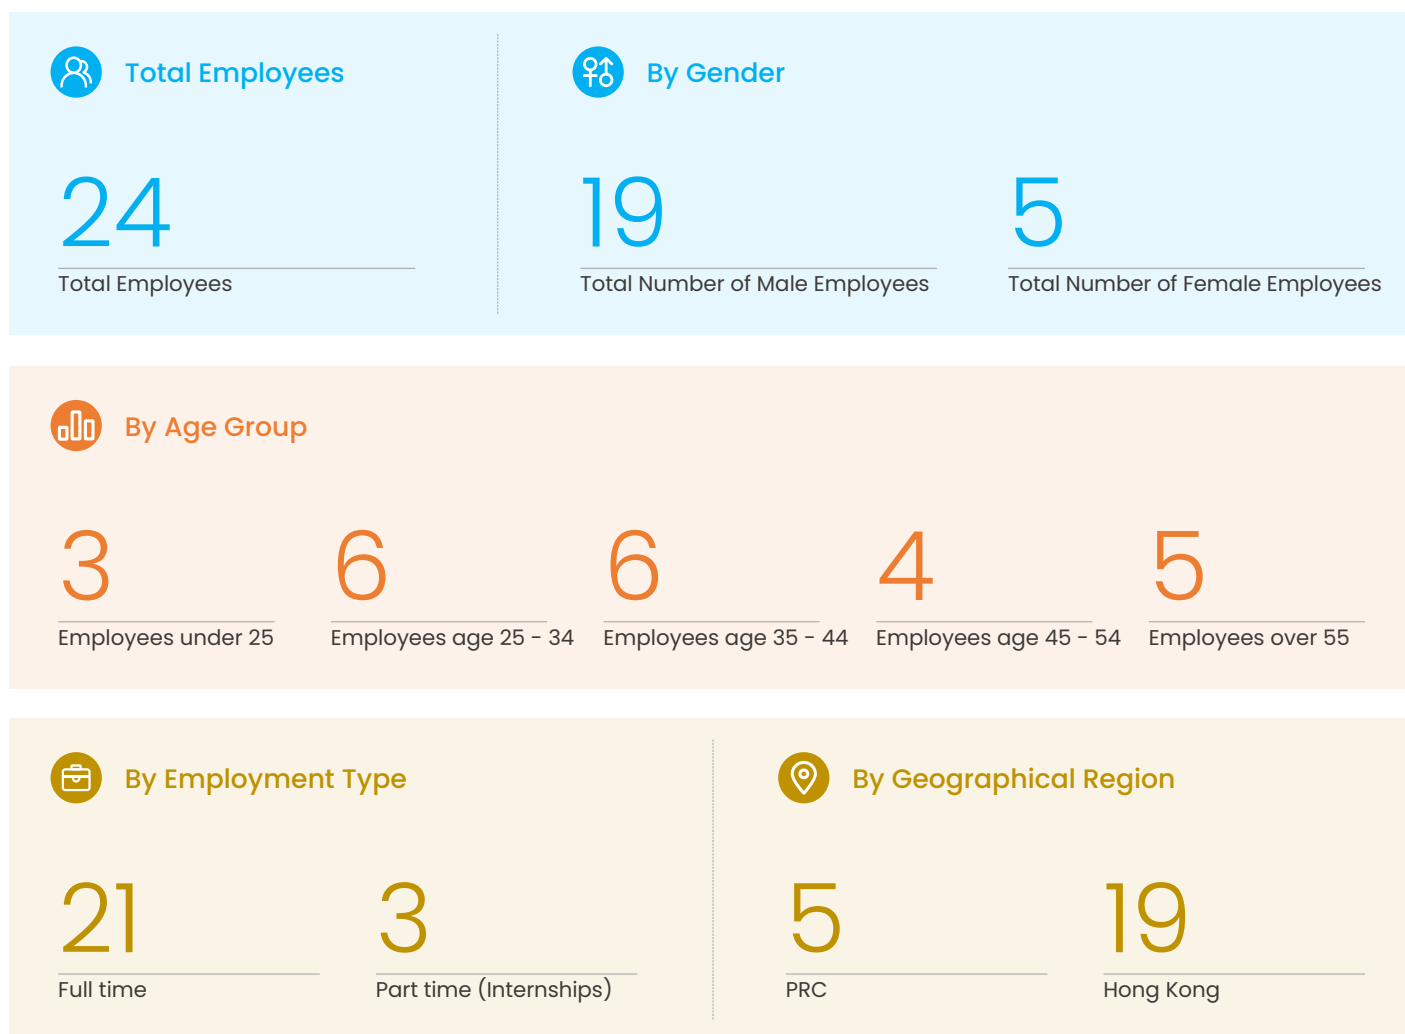 Total Employees
By Gender
24
19
5
Total Employees
Total Number of Male Employees
Total Number of Female Employees
By Age Group
3
6
6
4
5
Employees under 25
Employees age 25 - 34
Employees age 35 - 44
Employees age 45 - 54
Employees over 55
By Employment Type
By Geographical Region
21
3
5
19
Full time
Part time (Internships)
PRC
Hong Kong